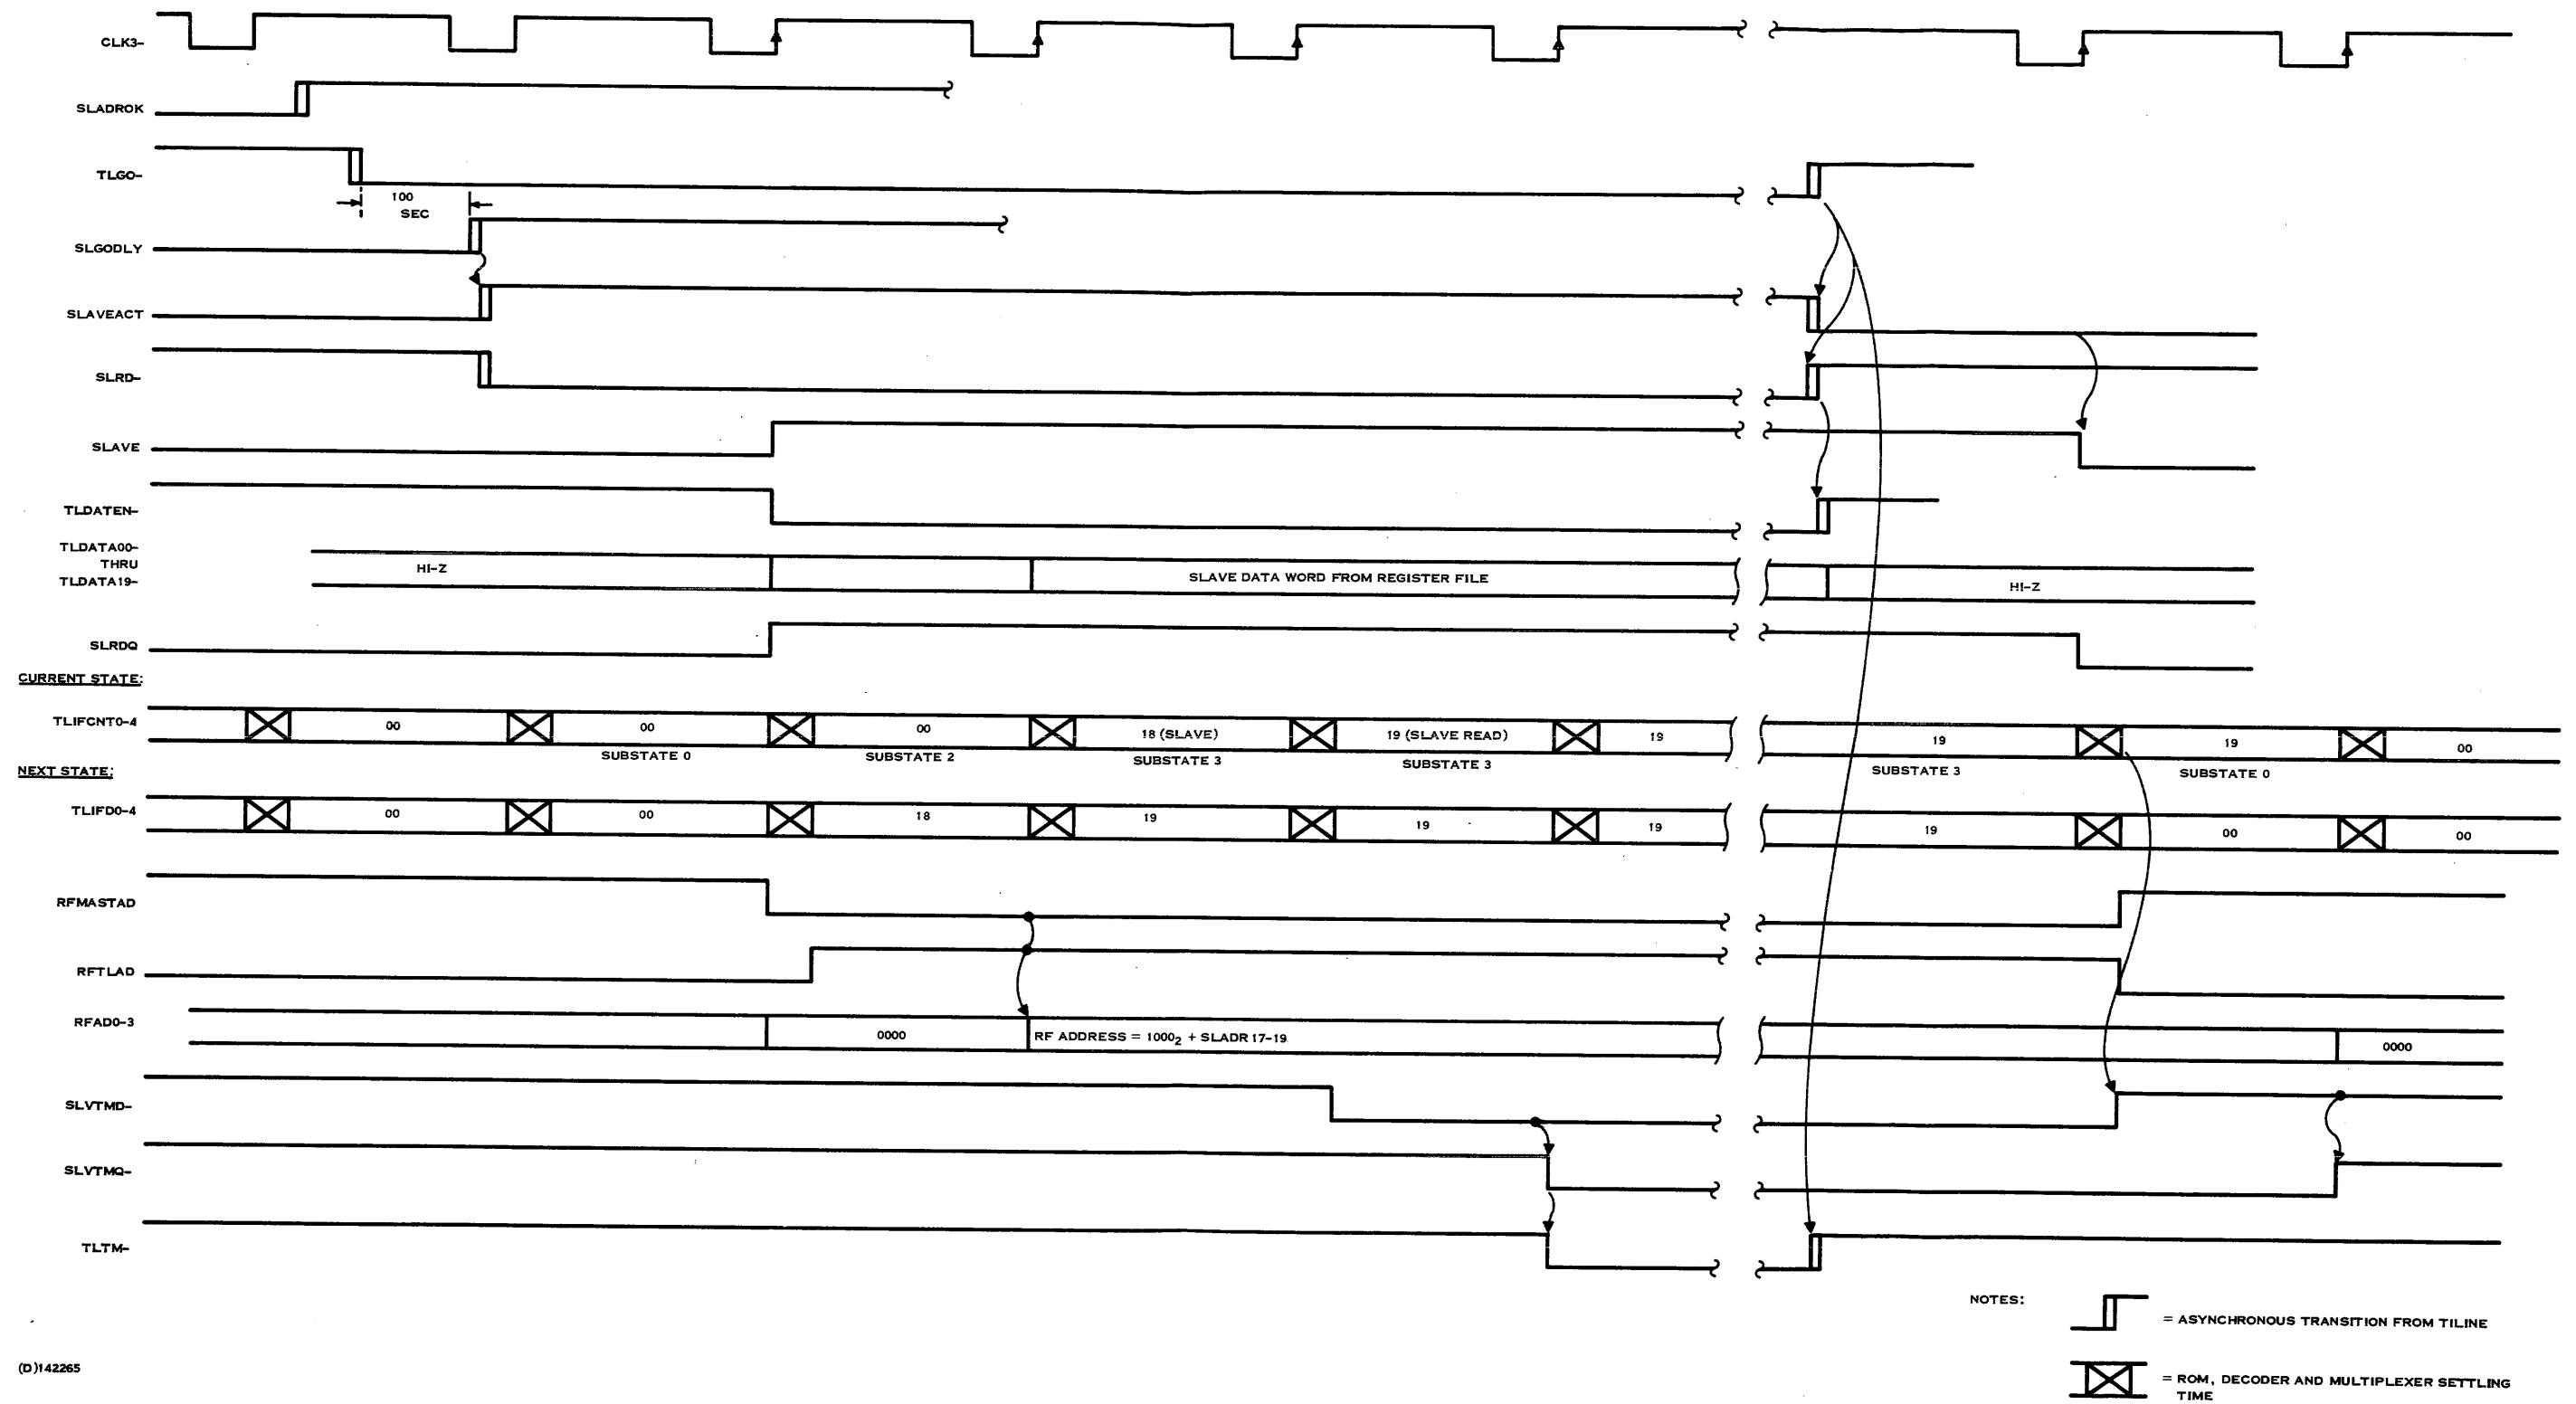 CLK3-
SLADROK
TLGO-
100
SEC
SLGODLY
SLAVEACT
SLRD-
SLAVE
TLDATEN-
TLDATA00-
THRU
TLDATA19-
HI-Z
SLAVE DATA WORD FROM REGISTER FILE
HI-Z
SLRDQ
CURRENT STATE:
TLIFCNT0-4
00
00
00
18 (SLAVE)
19 (SLAVE READ)
19
19
19
00
SUBSTATE 0
SUBSTATE 2
SUBSTATE 3
SUBSTATE 3
SUBSTATE 3
SUBSTATE 0
NEXT STATE:
TLIFD0-4
00
00
18
19
19
19
19
00
00
RFMASTAD
RFTLAD
RFAD0-3
0000
RF ADDRESS = 1000₂ + SLADR 17-19
0000
SLVTMD-
SLVTMQ-
TLTM-
NOTES:
= ASYNCHRONOUS TRANSITION FROM TILINE
= ROM, DECODER AND MULTIPLEXER SETTLING
TIME
(D)142265